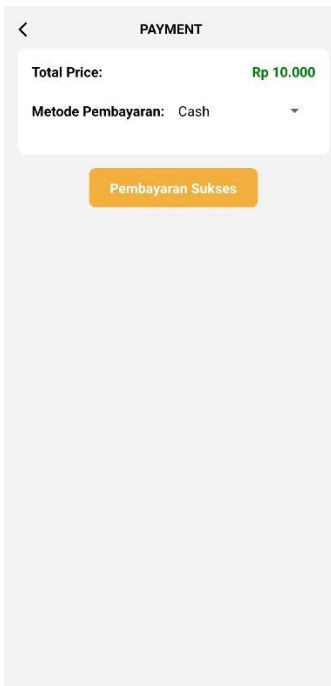 PAYMENT
Total Price: Rp 10.000
Metode Pembayaran: Cash
Pembayaran Sukses